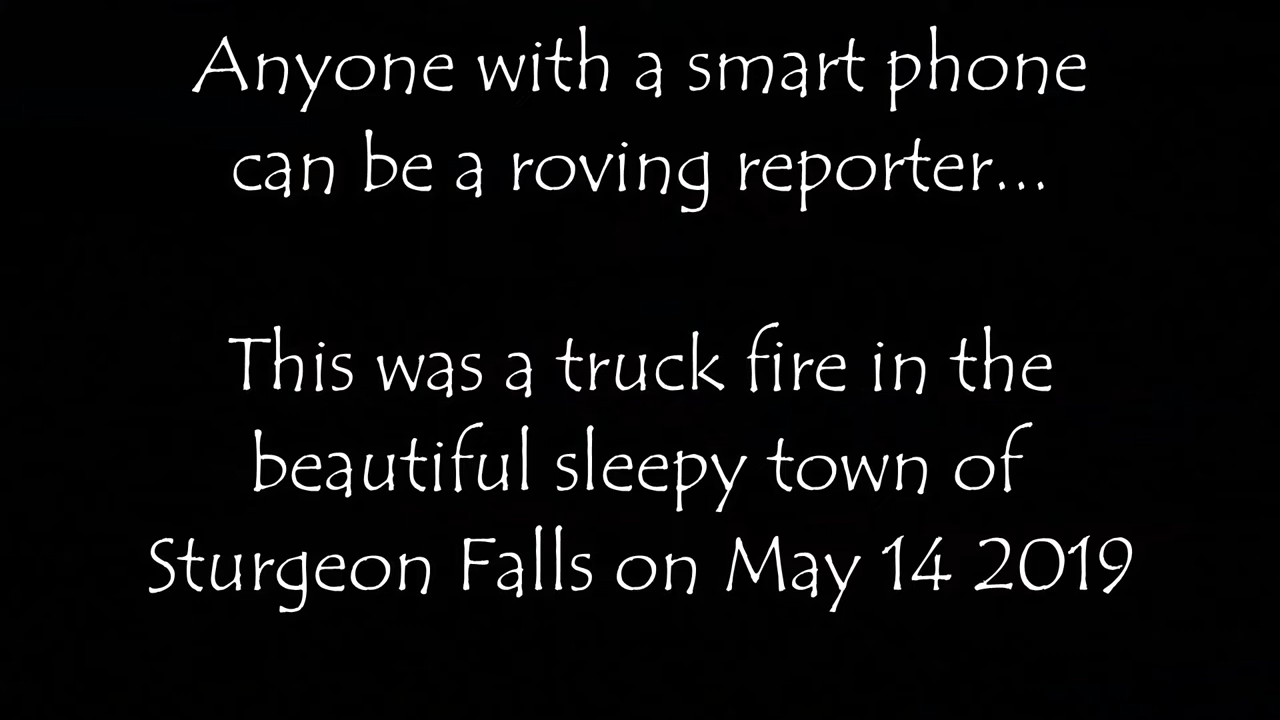 Anyone with a smart phone
can be a roving reporter...
This was a truck fire in the
beautiful sleepy town of
Sturgeon Falls on May 14 2019